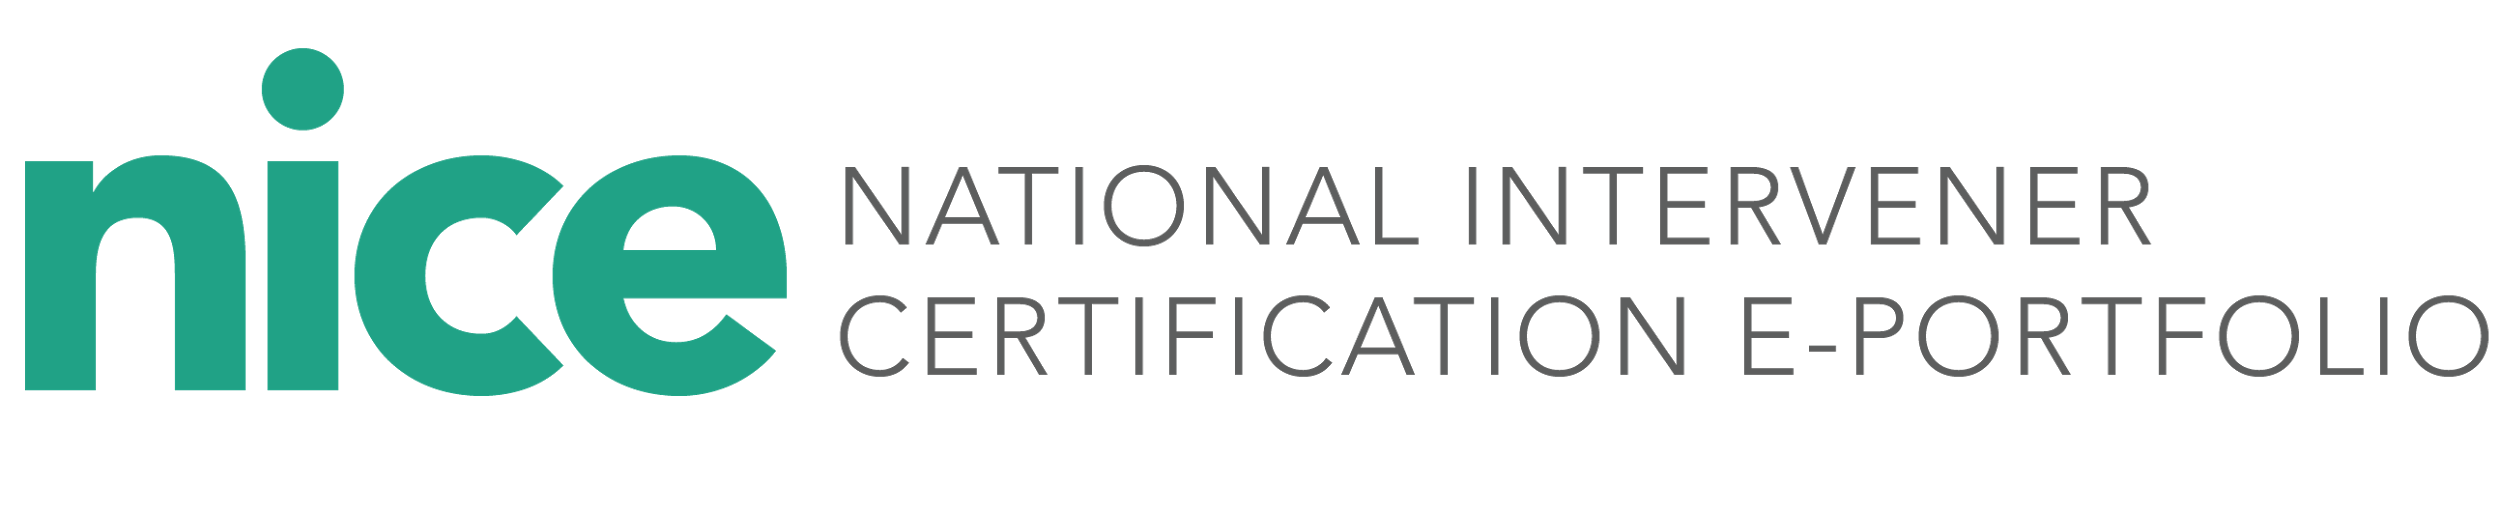 nice
NATIONAL INTERVENER
CERTIFICATION E-PORTFOLIO